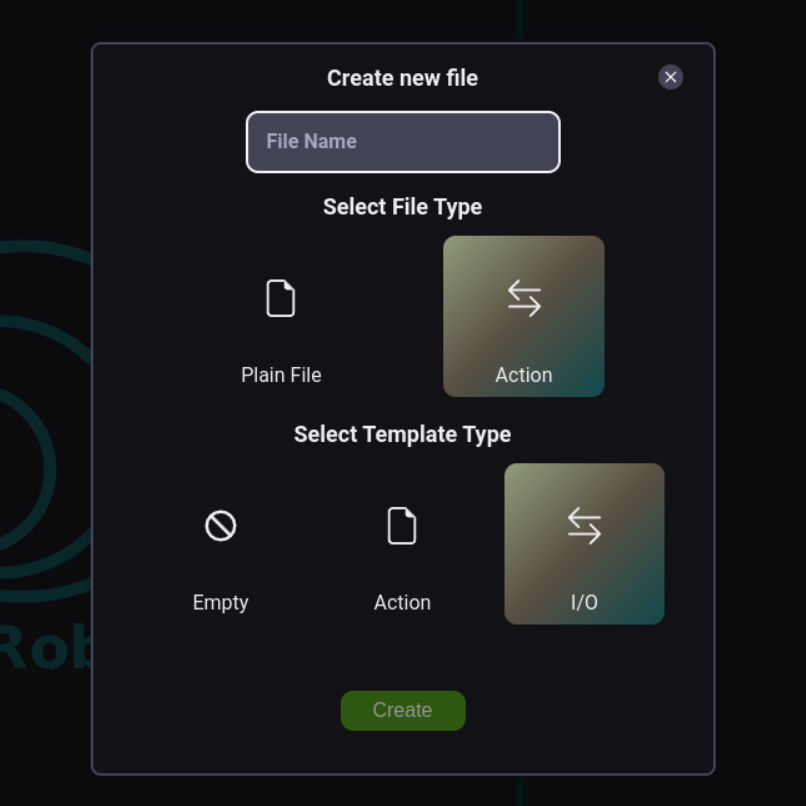 Create new file
File Name
Select File Type
Plain File
Action
Select Template Type
Empty
Action
I/O
Rob
Create